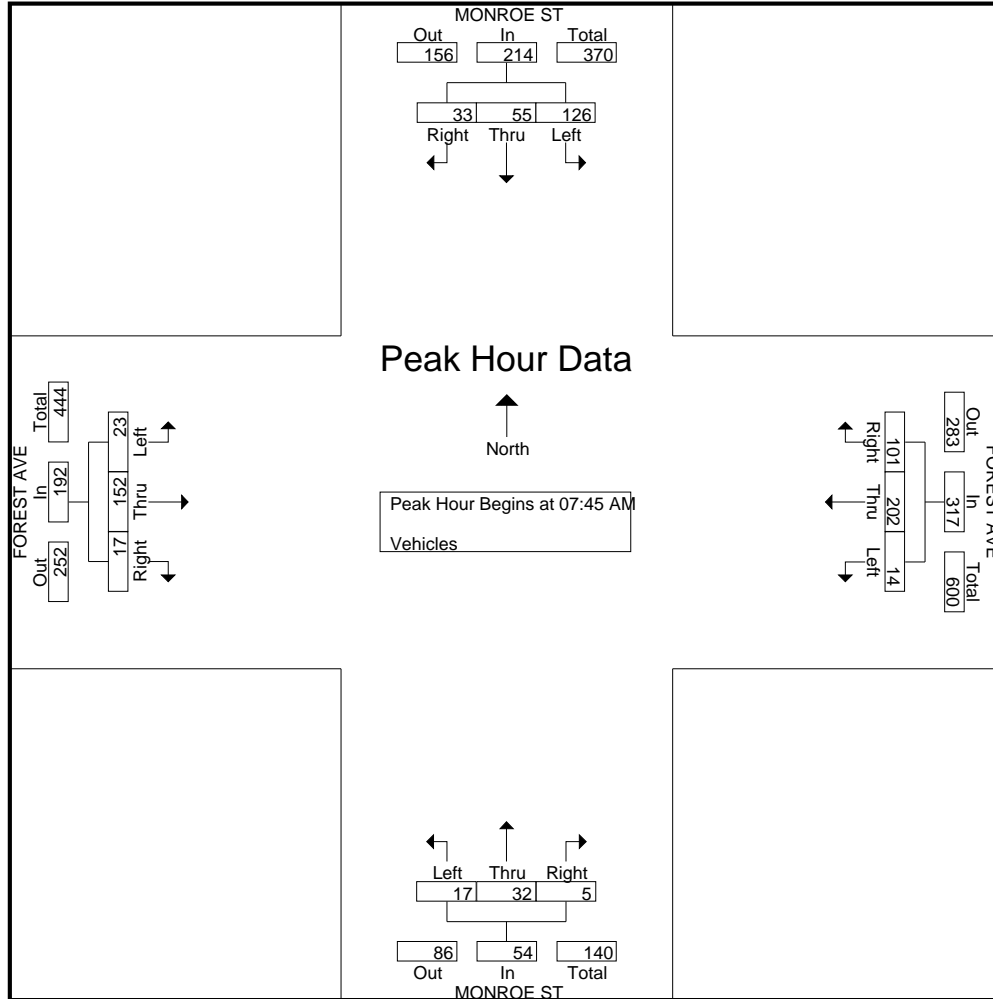 MONROE ST
Out In Total
156 214 370
33 55 126
Right Thru Left
Peak Hour Data
North
Peak Hour Begins at 07:45 AM
Vehicles
FOREST AVE
Out In Total
252 192 444
Left Thru Right
23 152 17
FOREST AVE
Out In Total
283 317 600
Right Thru Left
101 202 14
Left Thru Right
17 32 5
86 54 140
Out In Total
MONROE ST